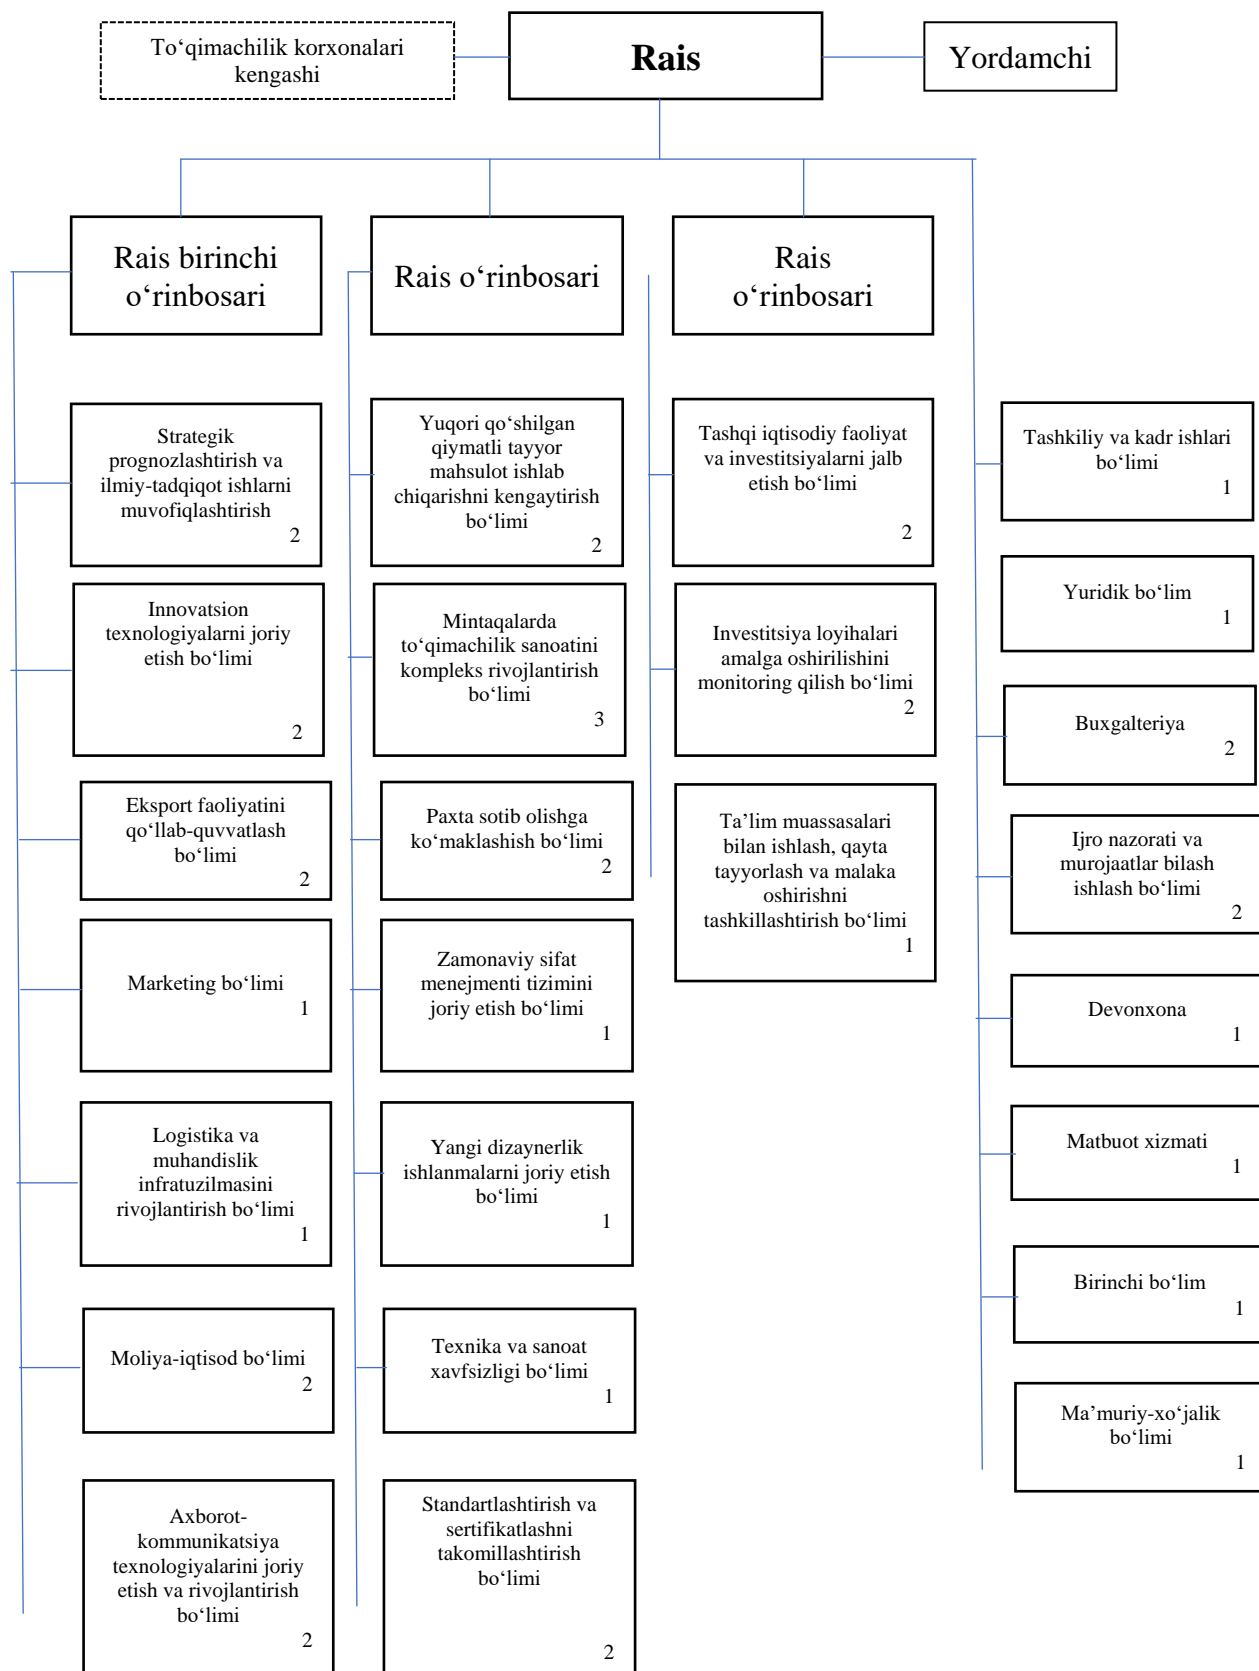 To‘qimachilik korxonalari
kengashi
Rais
Yordamchi
Rais birinchi
o‘rinbosari
Rais o‘rinbosari
Rais
o‘rinbosari
Strategik
prognozlashtirish va
ilmiy-tadqiqot ishlarni
muvofiqlashtirish
2
Innovatsion
texnologiyalarni joriy
etish bo‘limi
2
Eksport faoliyatini
qo‘llab-quvvatlash
bo‘limi
2
Marketing bo‘limi
1
Logistika va
muhandislik
infratuzilmasini
rivojlantirish bo‘limi
1
Moliya-iqtisod bo‘limi
2
Axborot-
kommunikatsiya
texnologiyalarini joriy
etish va rivojlantirish
bo‘limi
2
Yuqori qo‘shilgan
qiymatli tayyor
mahsulot ishlab
chiqarishni kengaytirish
bo‘limi
2
Mintaqalarda
to‘qimachilik sanoatini
kompleks rivojlantirish
bo‘limi
3
Paxta sotib olishga
ko‘maklashish bo‘limi
2
Zamonaviy sifat
menejmenti tizimini
joriy etish bo‘limi
1
Yangi dizaynerlik
ishlanmalarni joriy etish
bo‘limi
1
Texnika va sanoat
xavfsizligi bo‘limi
1
Standartlashtirish va
sertifikatlashni
takomillashtirish
bo‘limi
2
Tashqi iqtisodiy faoliyat
va investitsiyalarni jalb
etish bo‘limi
2
Investitsiya loyihalari
amalga oshirilishini
monitoring qilish bo‘limi
2
Ta’lim muassasalari
bilan ishlash, qayta
tayyorlash va malaka
oshirishni
tashkillashtirish bo‘limi
1
Tashkiliy va kadr ishlari
bo‘limi
1
Yuridik bo‘lim
1
Buxgalteriya
2
Ijro nazorati va
murojaatlar bilash
ishlash bo‘limi
2
Devonxona
1
Matbuot xizmati
1
Birinchi bo‘lim
1
Ma’muriy-xo‘jalik
bo‘limi
1